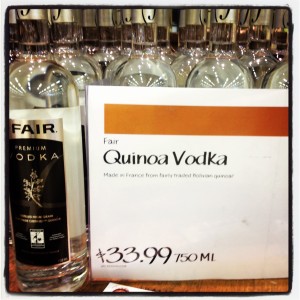 FAIR.
PREMIUM
VODKA
Fair
Quinoa Vodka
Made in France from fairly traded Bolivian quinoa!
$33.99 750 ML